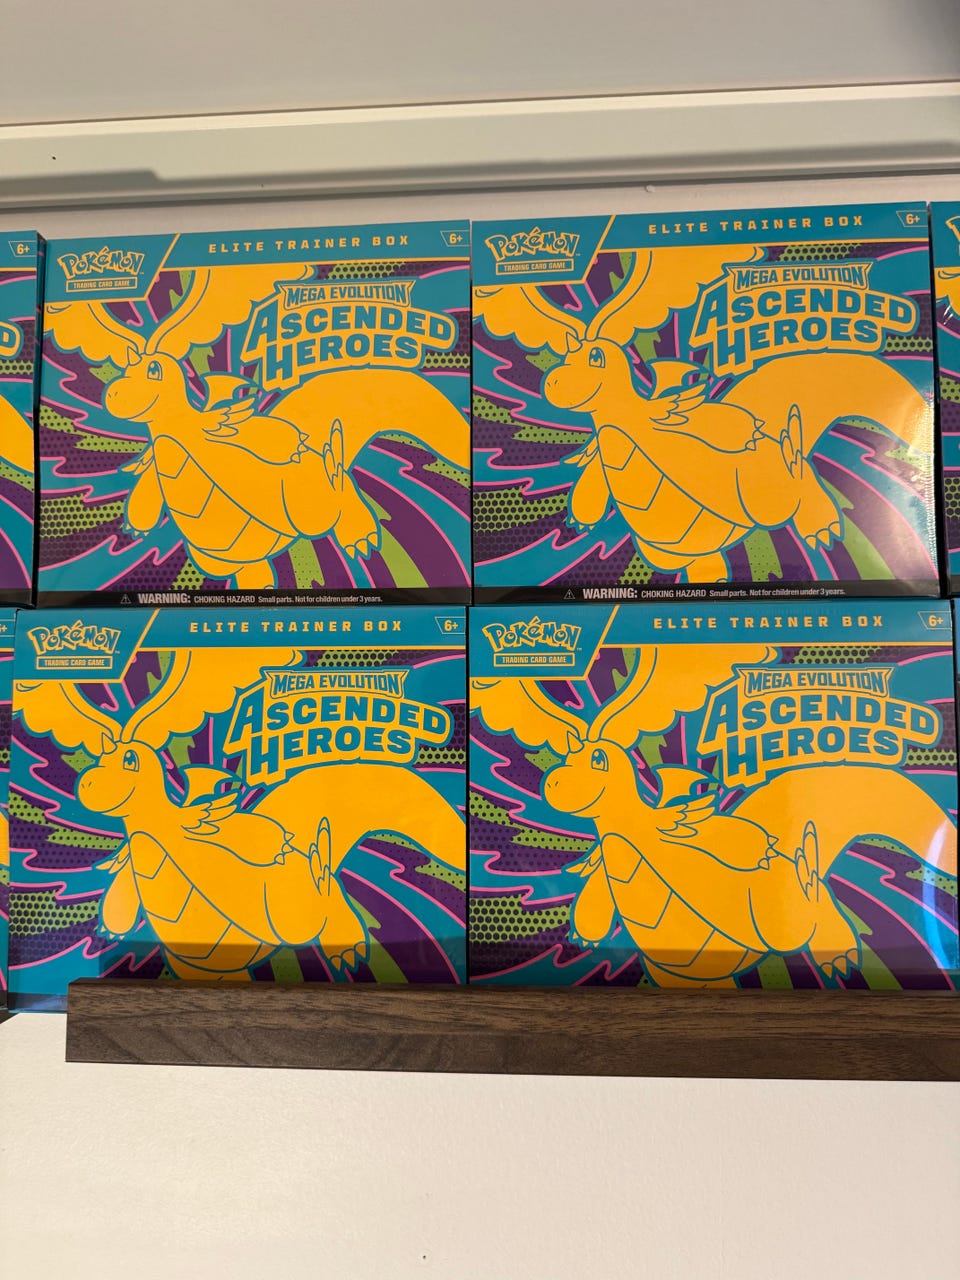 6+
ELITE TRAINER BOX
6+
POKéMON
TRADING CARD GAME
MEGA EVOLUTION
ASCENDED
HEROES
WARNING: CHOKING HAZARD Small parts. Not for children under 3 years.
ELITE TRAINER BOX
6+
POKéMON
TRADING CARD GAME
MEGA EVOLUTION
ASCENDED
HEROES
WARNING: CHOKING HAZARD Small parts. Not for children under 3 years.
ELITE TRAINER BOX
6+
POKéMON
TRADING CARD GAME
MEGA EVOLUTION
ASCENDED
HEROES
ELITE TRAINER BOX
6+
POKéMON
TRADING CARD GAME
MEGA EVOLUTION
ASCENDED
HEROES